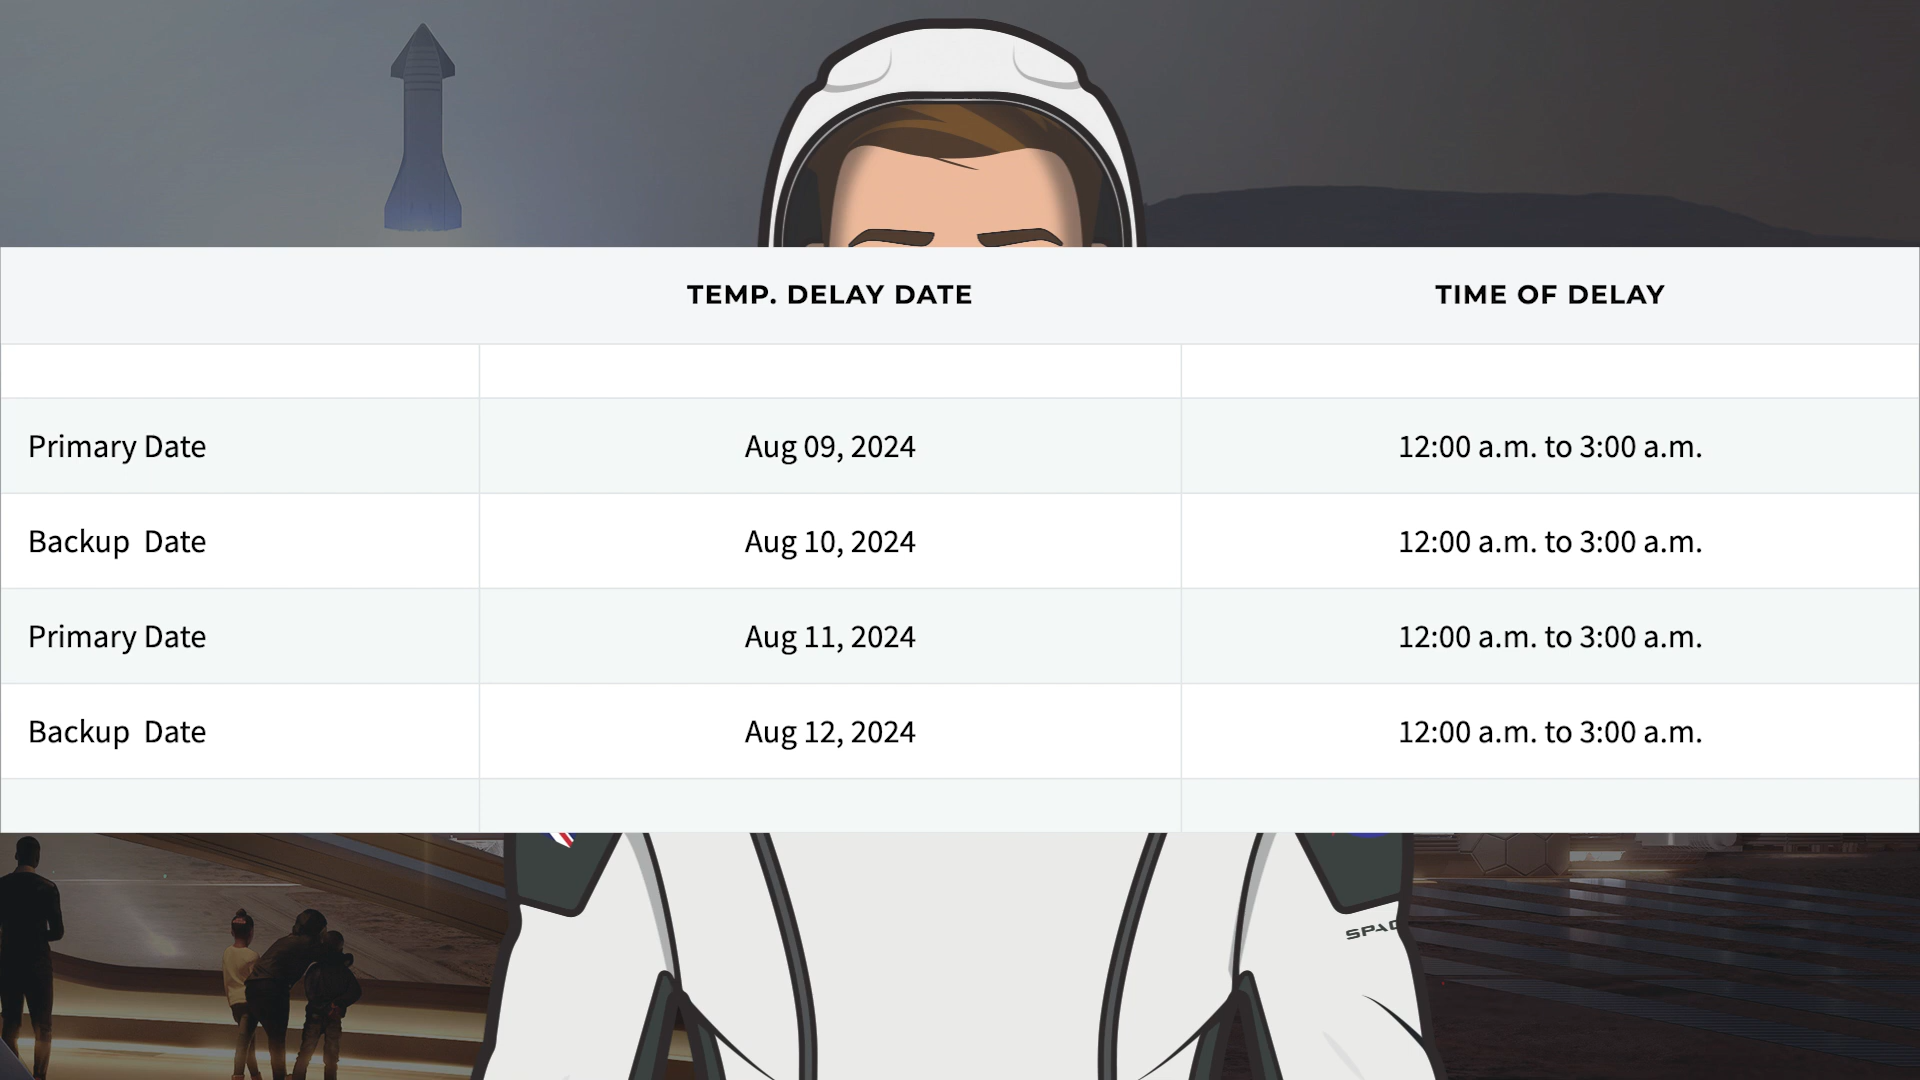 TEMP. DELAY DATE TIME OF DELAY
Primary Date Aug 09, 2024 12:00 a.m. to 3:00 a.m.
Backup Date Aug 10, 2024 12:00 a.m. to 3:00 a.m.
Primary Date Aug 11, 2024 12:00 a.m. to 3:00 a.m.
Backup Date Aug 12, 2024 12:00 a.m. to 3:00 a.m.
SPAC